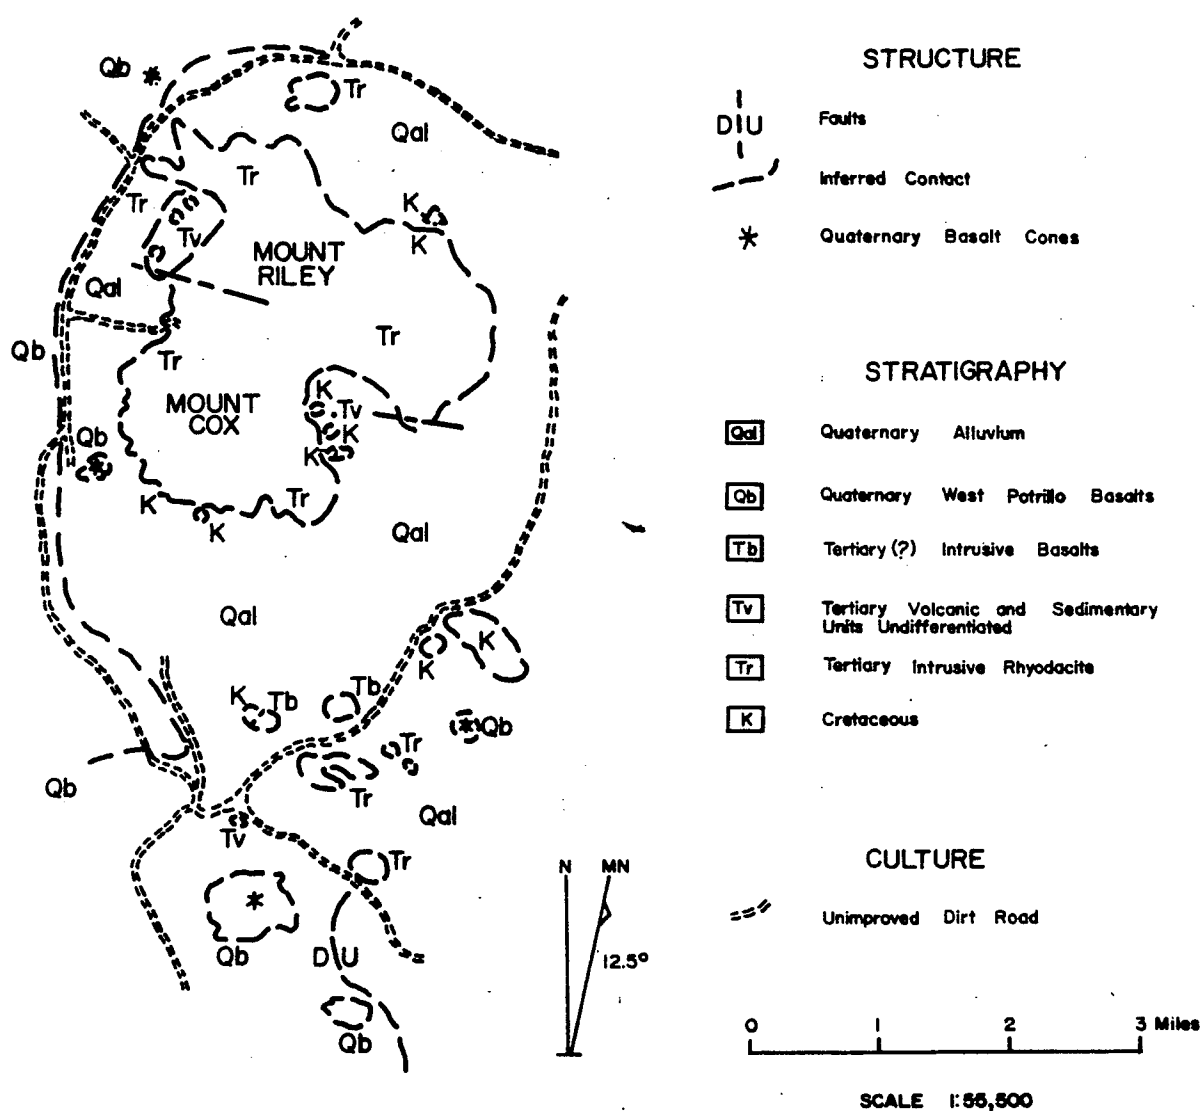 Qb
Tr
Qal
Tr
K
K
Tr
Tv
MOUNT
RILEY
Qal
Tr
Qb
Tr
K
MOUNT
COX
Tv
K
Qb
K
K
Tr
K
Qal
Qal
K
K
K
Tb
Tb
Qb
Tr
Qb
Tr
Qal
Tv
Tr
Qb
D U
Qb
N MN
12.5°
STRUCTURE
D U Faults
Inferred Contact
Quaternary Basalt Cones
STRATIGRAPHY
Qal Quaternary Alluvium
Qb Quaternary West Potrillo Basalts
Tb Tertiary (?) Intrusive Basalts
Tv Tertiary Volcanic and Sedimentary
Units Undifferentiated
Tr Tertiary Intrusive Rhyodacite
K Cretaceous
CULTURE
Unimproved Dirt Road
0 1 2 3 Miles
SCALE 1:55,500